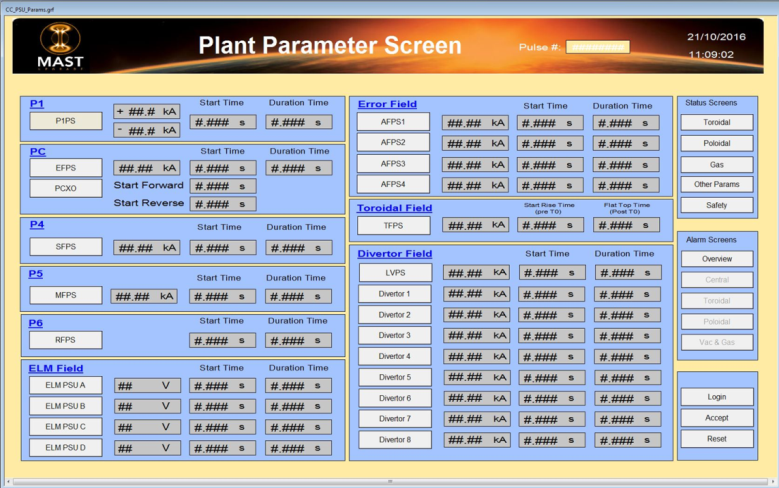 CC_PSU_Params.grf
MAST
Plant Parameter Screen
Pulse #: ########
21/10/2016
11:09:02
P1
Start Time Duration Time
P1PS + ##.# kA #.### s #.### s
- ##.# kA
PC
Start Time Duration Time
EFPS ##.## kA #.### s #.### s
PCXO Start Forward #.### s
Start Reverse #.### s
P4
Start Time Duration Time
SFPS ##.## kA #.### s #.### s
P5
Start Time Duration Time
MFPS ##.## kA #.### s #.### s
P6
Start Time Duration Time
RFPS #.### s #.### s
ELM Field
Start Time Duration Time
ELM PSU A ## V #.### s #.### s
ELM PSU B ## V #.### s #.### s
ELM PSU C ## V #.### s #.### s
ELM PSU D ## V #.### s #.### s
Error Field
Start Time Duration Time
AFPS1 ##.## kA #.### s #.### s
AFPS2 ##.## kA #.### s #.### s
AFPS3 ##.## kA #.### s #.### s
AFPS4 ##.## kA #.### s #.### s
Toroidal Field
Start Rise Time Flat Top Time
(pre T0) (Post T0)
TFPS ##.## kA #.### s #.### s
Divertor Field
Start Time Duration Time
LVPS ##.## kA #.### s #.### s
Divertor 1 ##.## kA #.### s #.### s
Divertor 2 ##.## kA #.### s #.### s
Divertor 3 ##.## kA #.### s #.### s
Divertor 4 ##.## kA #.### s #.### s
Divertor 5 ##.## kA #.### s #.### s
Divertor 6 ##.## kA #.### s #.### s
Divertor 7 ##.## kA #.### s #.### s
Divertor 8 ##.## kA #.### s #.### s
Status Screens
Toroidal
Poloidal
Gas
Other Params
Safety
Alarm Screens
Overview
Central
Toroidal
Poloidal
Vac & Gas
Login
Accept
Reset